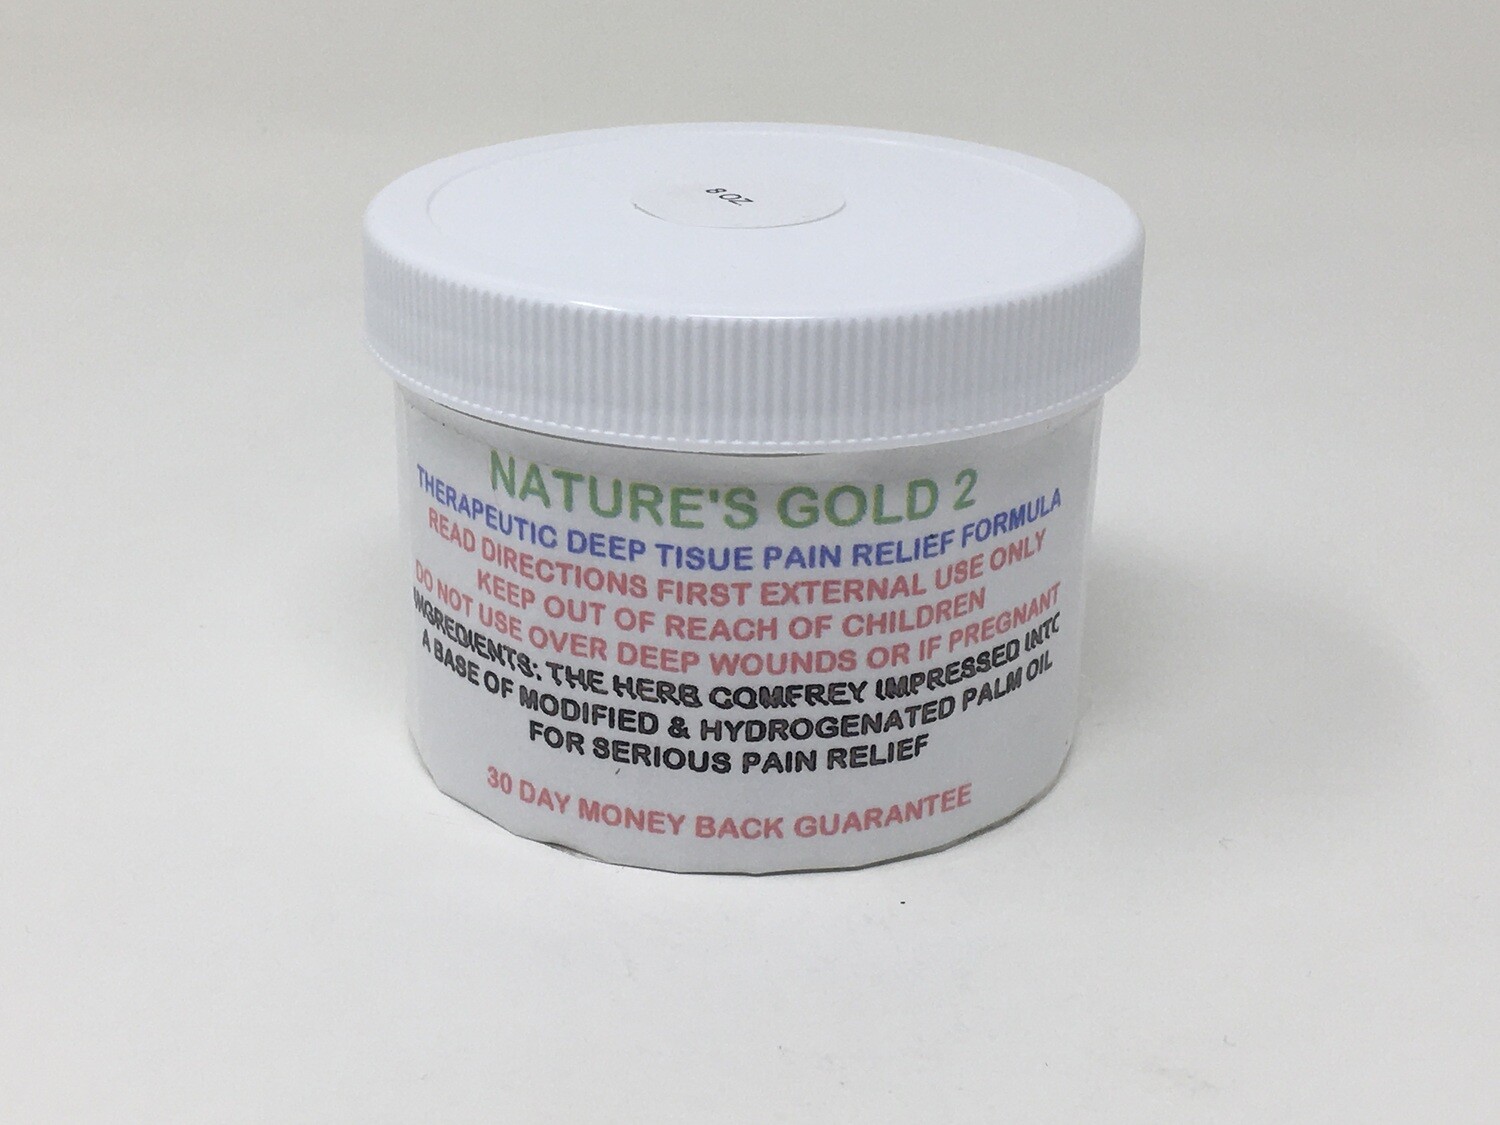 8 OZ.
NATURE'S GOLD 2
THERAPEUTIC DEEP TISUE PAIN RELIEF FORMULA
READ DIRECTIONS FIRST EXTERNAL USE ONLY
KEEP OUT OF REACH OF CHILDREN
DO NOT USE OVER DEEP WOUNDS OR IF PREGNANT
INGREDIENTS: THE HERB COMFREY IMPRESSED INTO
A BASE OF MODIFIED & HYDROGENATED PALM OIL
FOR SERIOUS PAIN RELIEF
30 DAY MONEY BACK GUARANTEE